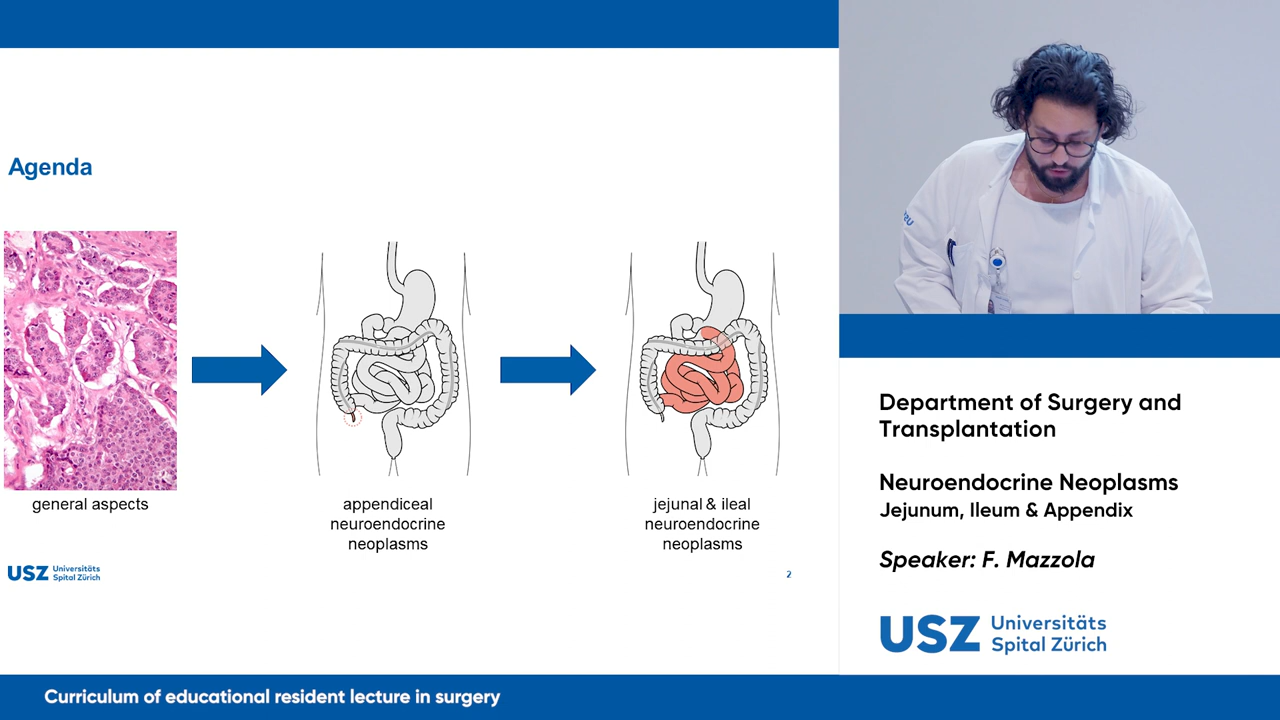 Agenda
general aspects
appendiceal
neuroendocrine
neoplasms
jejunal & ileal
neuroendocrine
neoplasms
USZ Universitäts
Spital Zürich
2
Department of Surgery and
Transplantation
Neuroendocrine Neoplasms
Jejunum, Ileum & Appendix
Speaker: F. Mazzola
USZ Universitäts
Spital Zürich
Curriculum of educational resident lecture in surgery